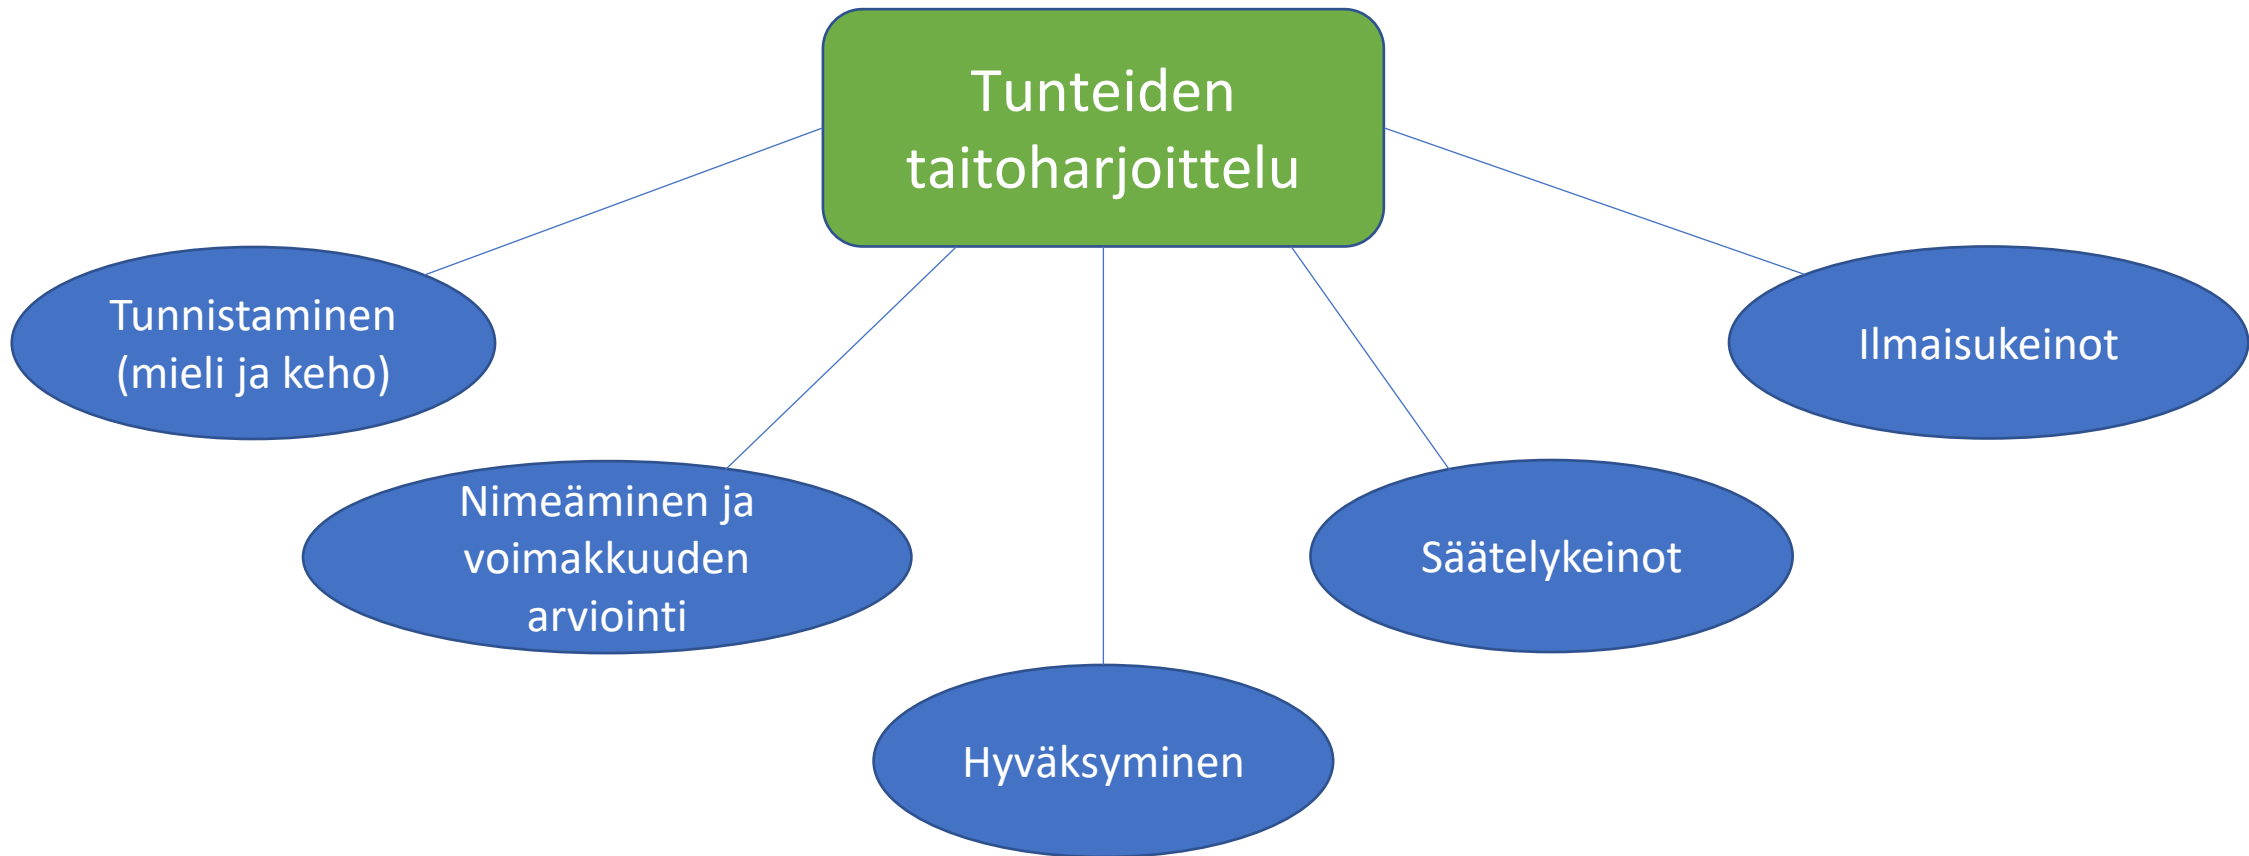 Tunteiden
taitoharjoittelu
Tunnistaminen
(mieli ja keho)
Nimeäminen ja
voimakkuuden
arviointi
Hyväksyminen
Säätelykeinot
Ilmaisukeinot